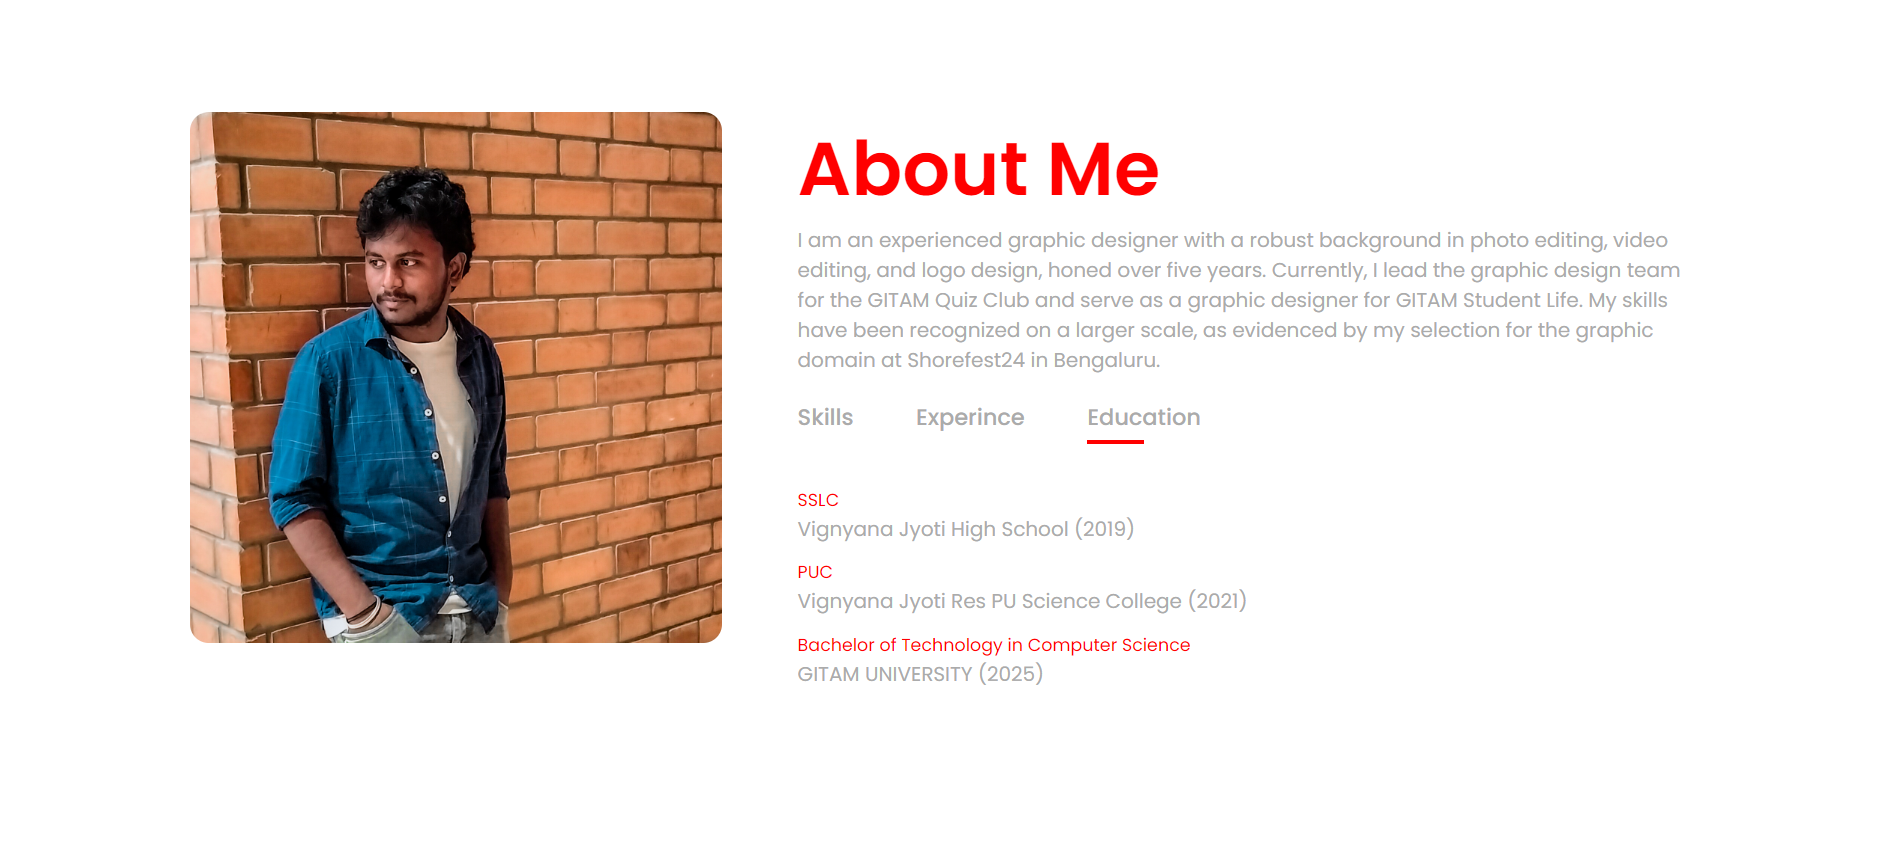 About Me
I am an experienced graphic designer with a robust background in photo editing, video
editing, and logo design, honed over five years. Currently, I lead the graphic design team
for the GITAM Quiz Club and serve as a graphic designer for GITAM Student Life. My skills
have been recognized on a larger scale, as evidenced by my selection for the graphic
domain at Shorefest24 in Bengaluru.
Skills Experince Education
SSLC
Vignyana Jyoti High School (2019)
PUC
Vignyana Jyoti Res PU Science College (2021)
Bachelor of Technology in Computer Science
GITAM UNIVERSITY (2025)